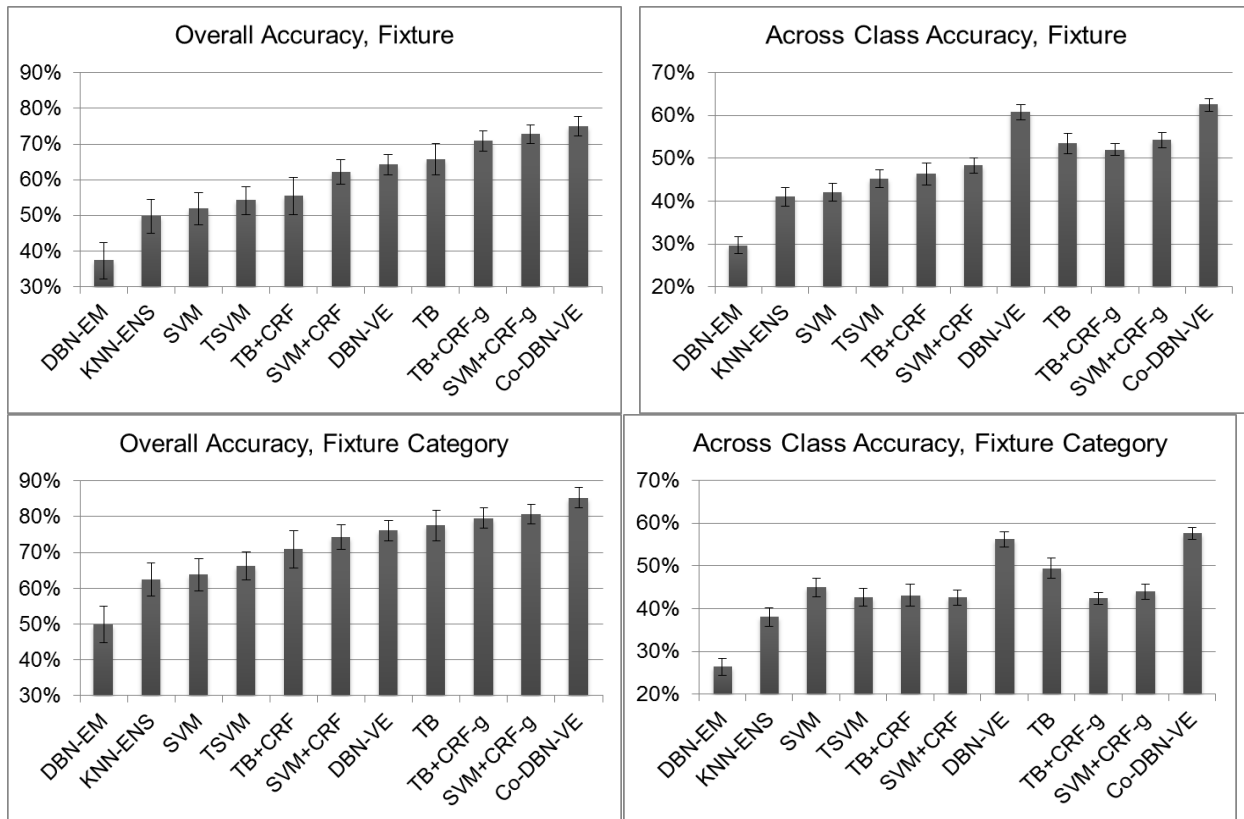 Overall Accuracy, Fixture
90%
80%
70%
60%
50%
40%
30%
DBN-EM
KNN-ENS
SVM
TSVM
TB+CRF
SVM+CRF
DBN-VE
TB
TB+CRF-g
SVM+CRF-g
Co-DBN-VE
Across Class Accuracy, Fixture
70%
60%
50%
40%
30%
20%
DBN-EM
KNN-ENS
SVM
TSVM
TB+CRF
SVM+CRF
DBN-VE
TB
TB+CRF-g
SVM+CRF-g
Co-DBN-VE
Overall Accuracy, Fixture Category
90%
80%
70%
60%
50%
40%
30%
DBN-EM
KNN-ENS
SVM
TSVM
TB+CRF
SVM+CRF
DBN-VE
TB
TB+CRF-g
SVM+CRF-g
Co-DBN-VE
Across Class Accuracy, Fixture Category
70%
60%
50%
40%
30%
20%
DBN-EM
KNN-ENS
SVM
TSVM
TB+CRF
SVM+CRF
DBN-VE
TB
TB+CRF-g
SVM+CRF-g
Co-DBN-VE